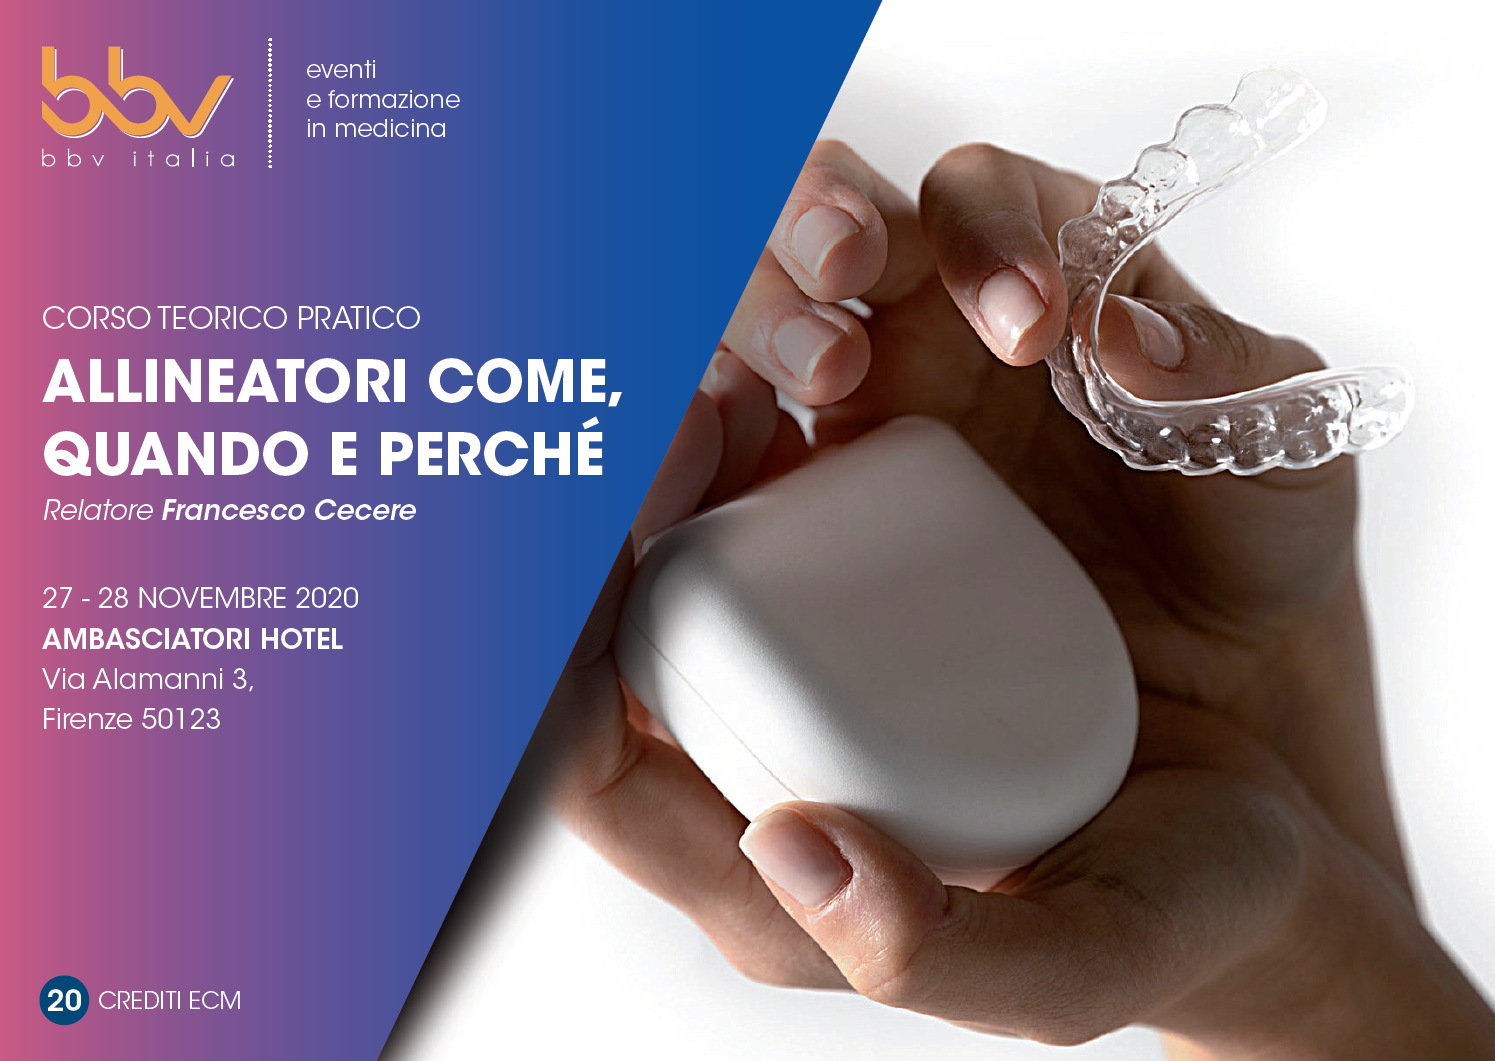 bbv
bbv italia
eventi
e formazione
in medicina
CORSO TEORICO PRATICO
ALLINEATORI COME,
QUANDO E PERCHÉ
Relatore Francesco Cecere
27 - 28 NOVEMBRE 2020
AMBASCIATORI HOTEL
Via Alamanni 3,
Firenze 50123
20 CREDITI ECM